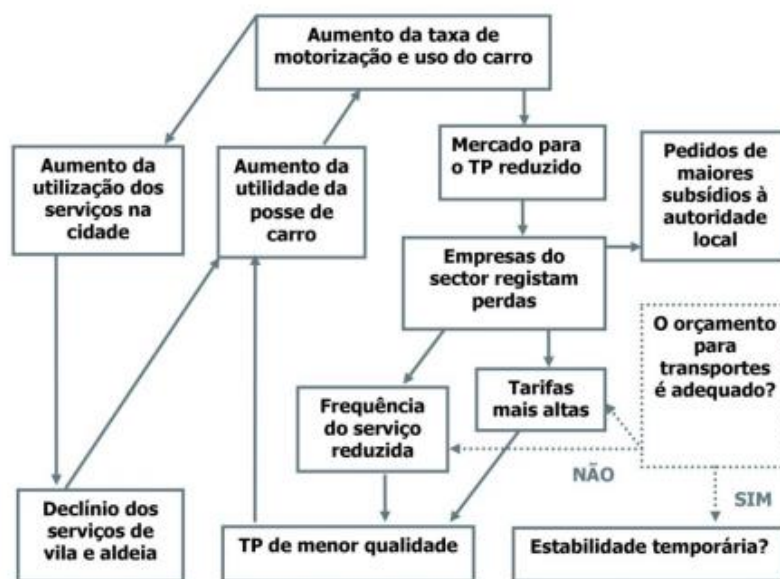 Aumento da taxa de
motorização e uso do carro
Aumento da
utilização dos
serviços na
cidade
Aumento da
utilidade da
posse de
carro
Mercado para
o TP reduzido
Pedidos de
maiores
subsídios à
autoridade
local
Empresas do
sector registam
perdas
O orçamento
para
transportes
é adequado?
Frequência
do serviço
reduzida
Tarifas
mais altas
NÃO
SIM
Declínio dos
serviços de
vila e aldeia
TP de menor qualidade
Estabilidade temporária?